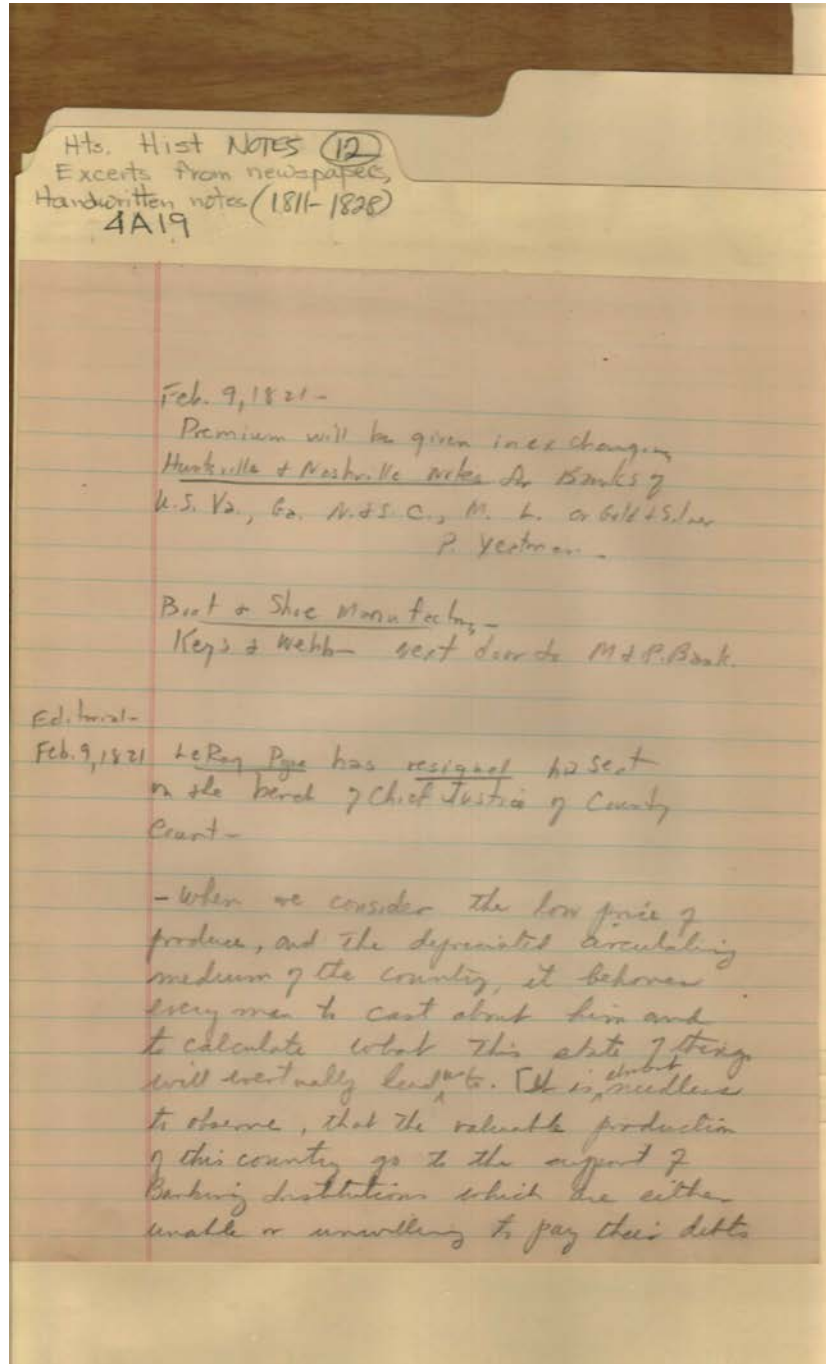 Hts. Hist NOTES 12
Excerts from newspapers,
Handwritten notes (1811-1828)
4A19
Feb. 9, 1821 -
Premium will be given in exchanging
Huntsville & Nashville notes for Banks of
U.S. Va., Ga. N. & S. C., M. L. or Gold & Silver
P. Yeatman -
Boot & Shoe Manufactory -
Keys & Webb - next door to M & P. Bank.
Editorial -
Feb. 9, 1821 LeRoy Pope has resigned his seat
on the bench of Chief Justice of County
Court -
- When we consider the low price of
produce, and the depreciated circulating
medium of the country, it behooves
every man to cast about him and
to calculate what this state of things
will eventually lead us to. [It is almost needless
to observe, that the valuable production
of this country go to the support of
Banking Institutions which are either
unable or unwilling to pay their debts